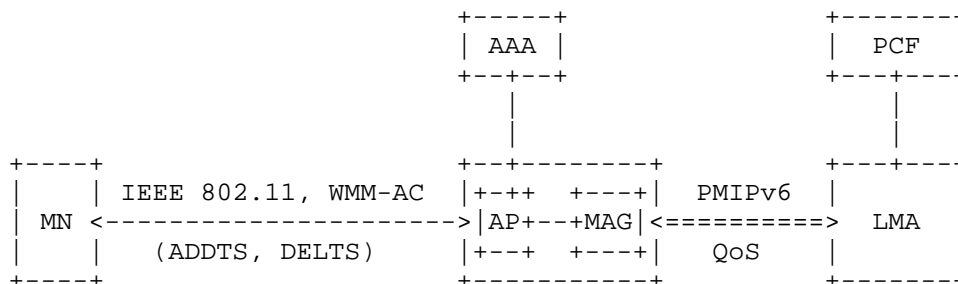 AAA PCF
IEEE 802.11, WMM-AC PMIPv6
MN AP MAG LMA
(ADDTS, DELTS) QoS